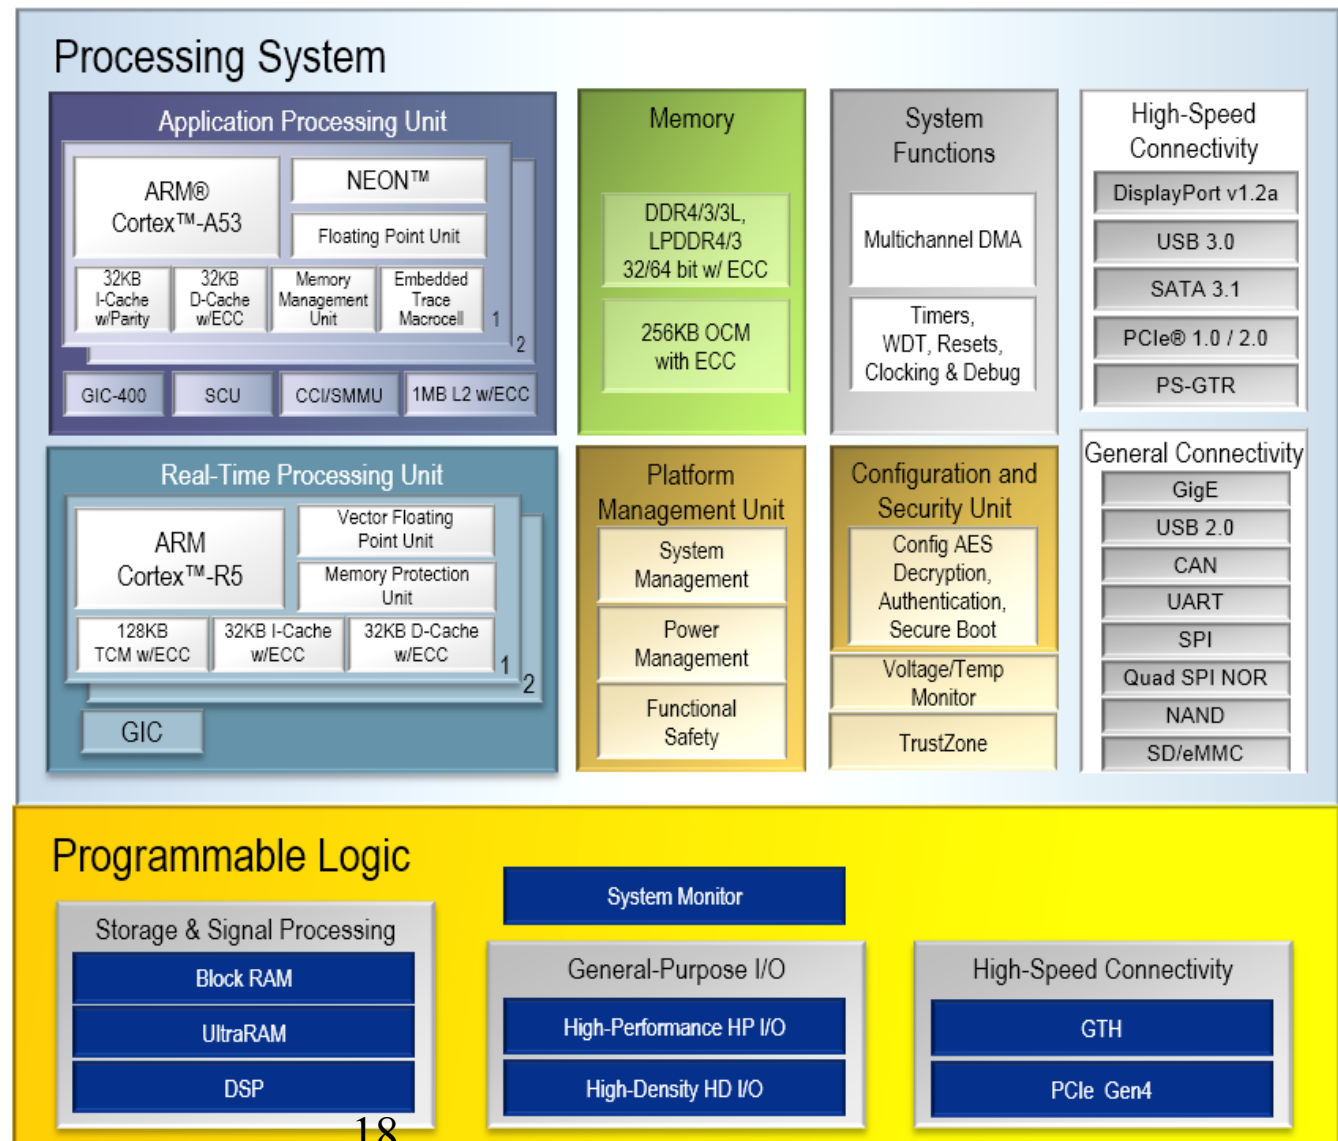 Processing System
Application Processing Unit
ARM®
Cortex™-A53
NEON™
Floating Point Unit
32KB
I-Cache
w/Parity
32KB
D-Cache
w/ECC
Memory
Management
Unit
Embedded
Trace
Macrocell
1
2
GIC-400
SCU
CCI/SMMU
1MB L2 w/ECC
Memory
DDR4/3/3L,
LPDDR4/3
32/64 bit w/ ECC
256KB OCM
with ECC
System
Functions
Multichannel DMA
Timers,
WDT, Resets,
Clocking & Debug
High-Speed
Connectivity
DisplayPort v1.2a
USB 3.0
SATA 3.1
PCIe® 1.0 / 2.0
PS-GTR
Real-Time Processing Unit
ARM
Cortex™-R5
Vector Floating
Point Unit
Memory Protection
Unit
128KB
TCM w/ECC
32KB I-Cache
w/ECC
32KB D-Cache
w/ECC
1
2
GIC
Platform
Management Unit
System
Management
Power
Management
Functional
Safety
Configuration and
Security Unit
Config AES
Decryption,
Authentication,
Secure Boot
Voltage/Temp
Monitor
TrustZone
General Connectivity
GigE
USB 2.0
CAN
UART
SPI
Quad SPI NOR
NAND
SD/eMMC
Programmable Logic
Storage & Signal Processing
Block RAM
UltraRAM
DSP
System Monitor
General-Purpose I/O
High-Performance HP I/O
High-Density HD I/O
High-Speed Connectivity
GTH
PCIe Gen4
18